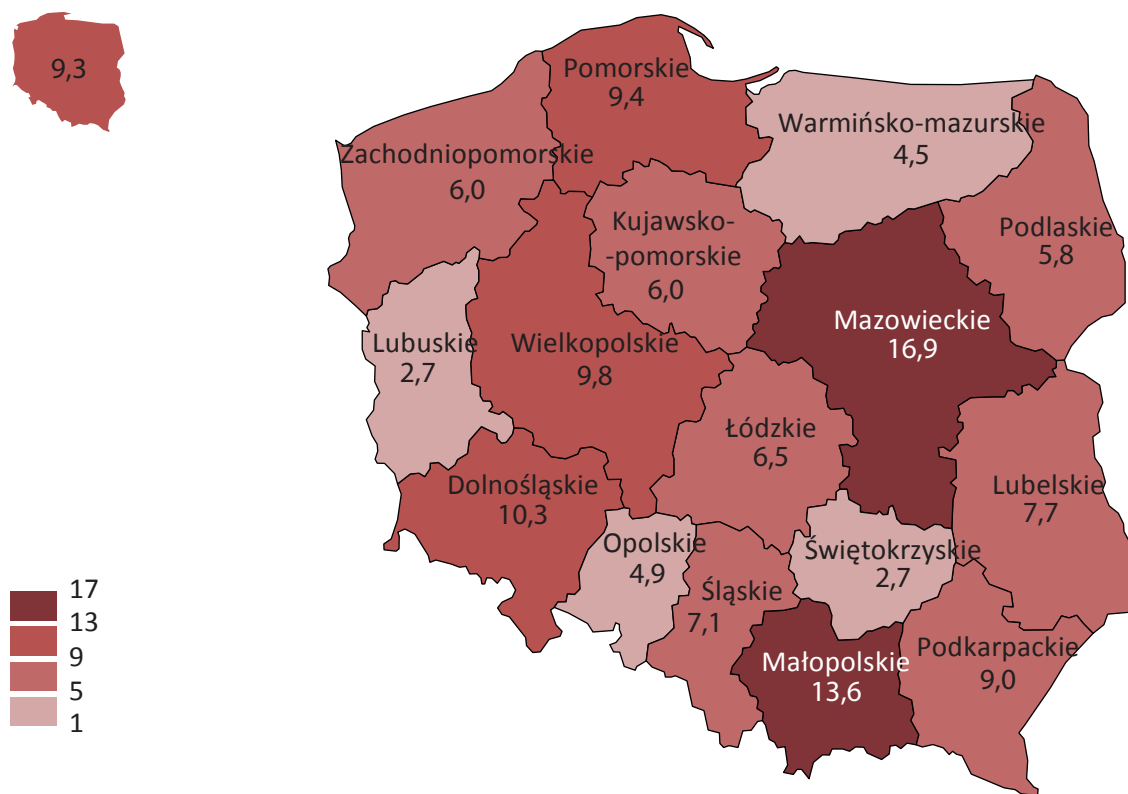 9,3
Pomorskie
9,4
Warmińsko-mazurskie
4,5
Zachodniopomorskie
6,0
Kujawsko-
-pomorskie
6,0
Podlaskie
5,8
Mazowieckie
16,9
Lubuskie
2,7
Wielkopolskie
9,8
Łódzkie
6,5
Dolnośląskie
10,3
Lubelskie
7,7
Opolskie
4,9
Świętokrzyskie
2,7
Śląskie
7,1
Małopolskie
13,6
Podkarpackie
9,0
17
13
9
5
1